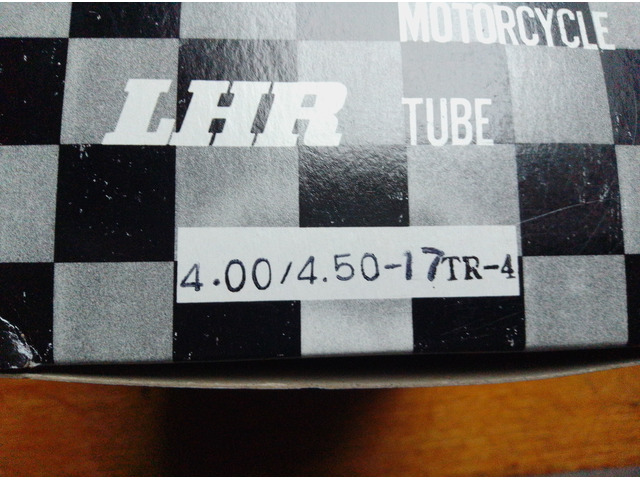 MOTORCYCLE
LHR TUBE
4.00/4.50-17TR-4